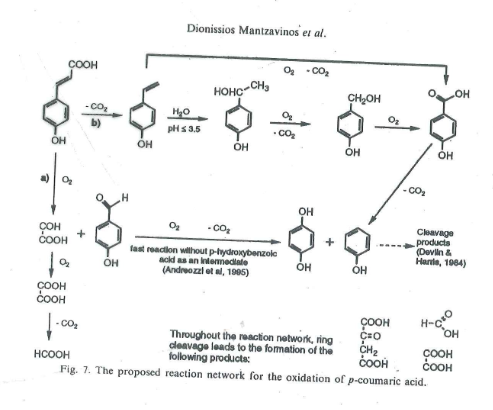 Dionissios Mantzavinos et al.
COOH
O₂ - CO₂
HOHC CH₃
CH₂OH
O OH
- CO₂
b)
H₂O
pH ≤ 3.5
O₂
- CO₂
O₂
OH
OH
OH
OH
OH
a) O₂
- CO₂
O H
COH
COOH
+
OH
O₂ - CO₂
fast reaction without p-hydroxybenzoic
acid as an intermediate
(Andreozzi et al, 1995)
OH
OH
+
OH
Cleavage
products
(Devlin &
Harris, 1984)
O₂
COOH
COOH
- CO₂
HCOOH
Throughout the reaction network, ring
cleavage leads to the formation of the
following products:
COOH
C=O
CH₂
COOH
H-C O
OH
COOH
COOH
Fig. 7. The proposed reaction network for the oxidation of p-coumaric acid.